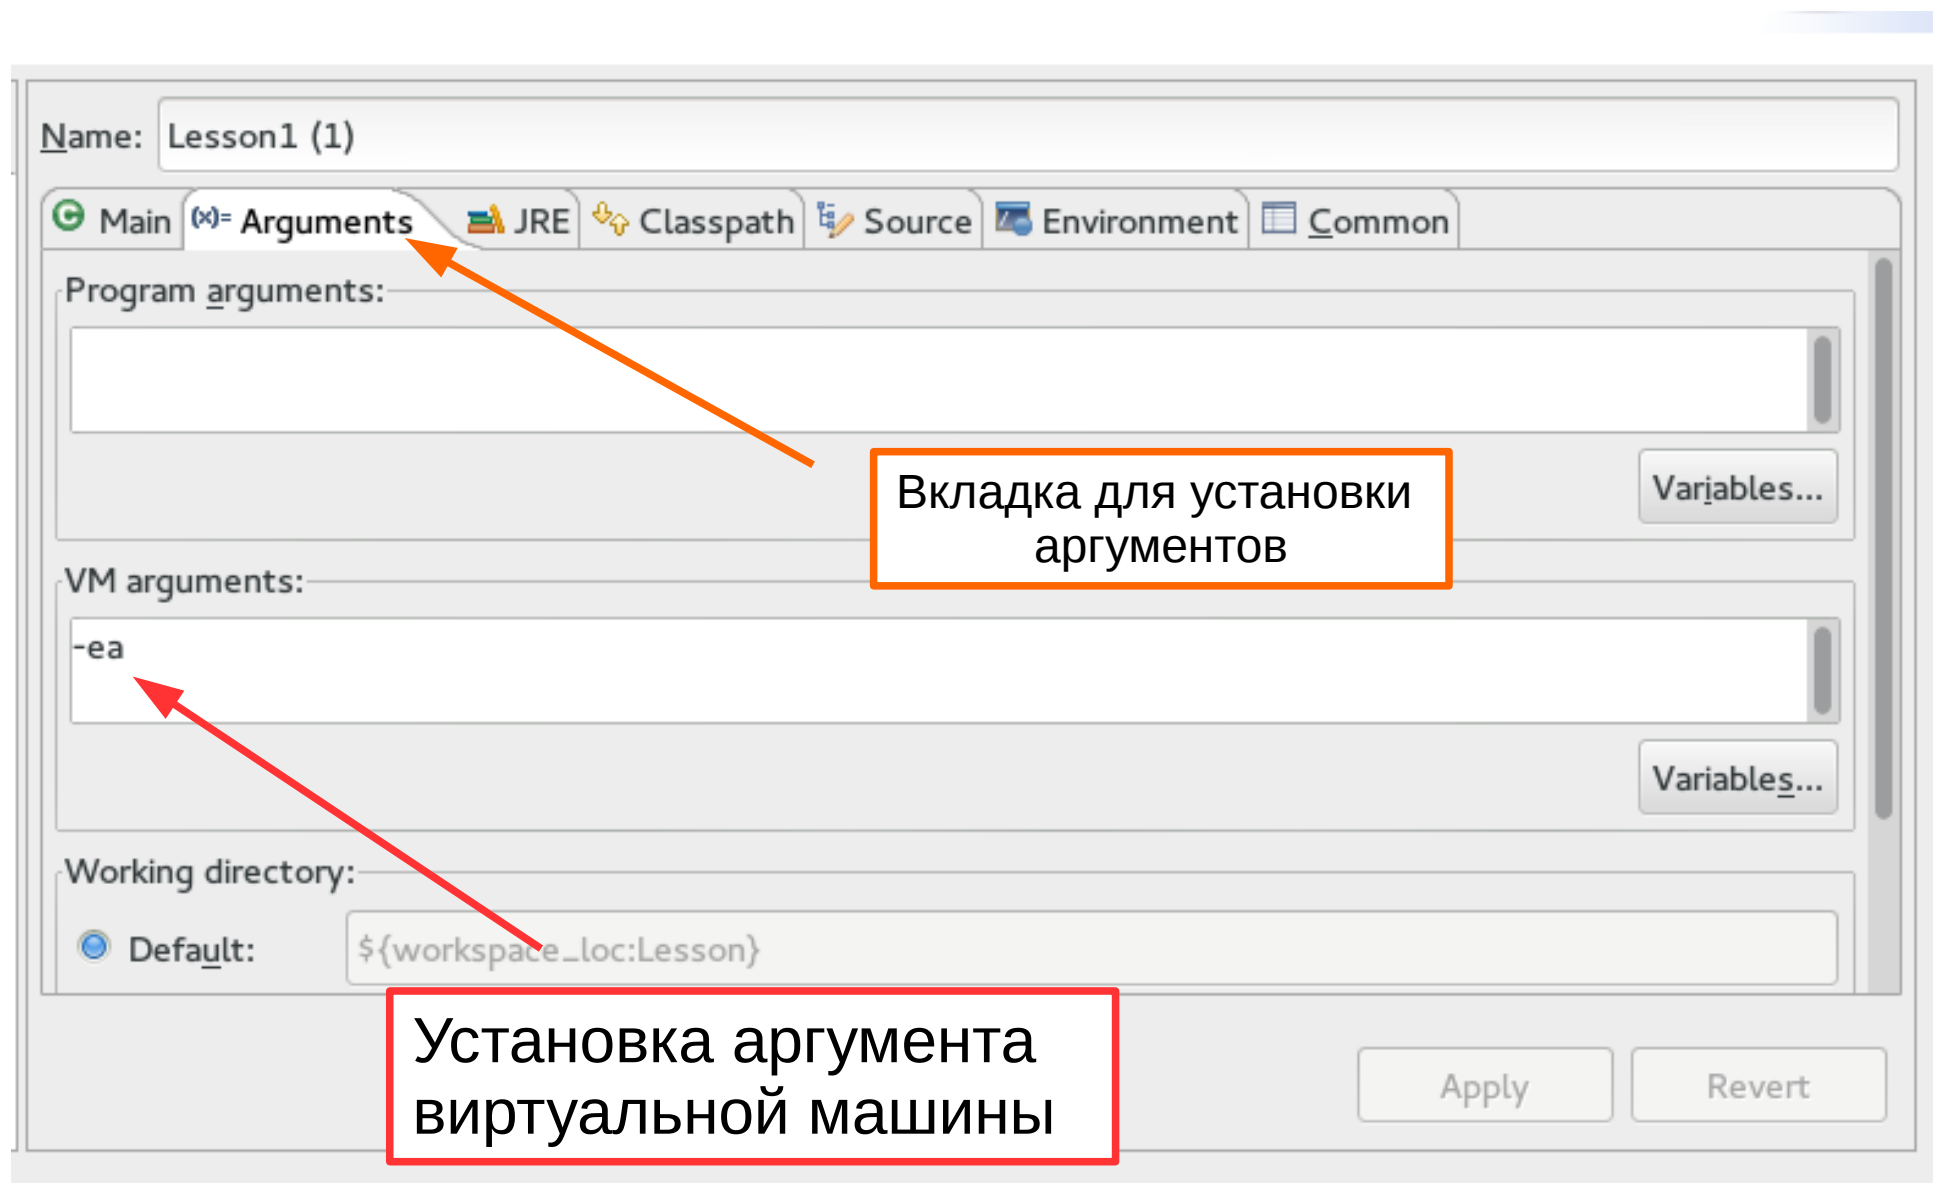 Name: Lesson1 (1)
Main (x)= Arguments JRE Classpath Source Environment Common
Program arguments:
Вкладка для установки
аргументов
Variables...
VM arguments:
-ea
Variables...
Working directory:
Default: ${workspace_loc:Lesson}
Установка аргумента
виртуальной машины
Apply Revert